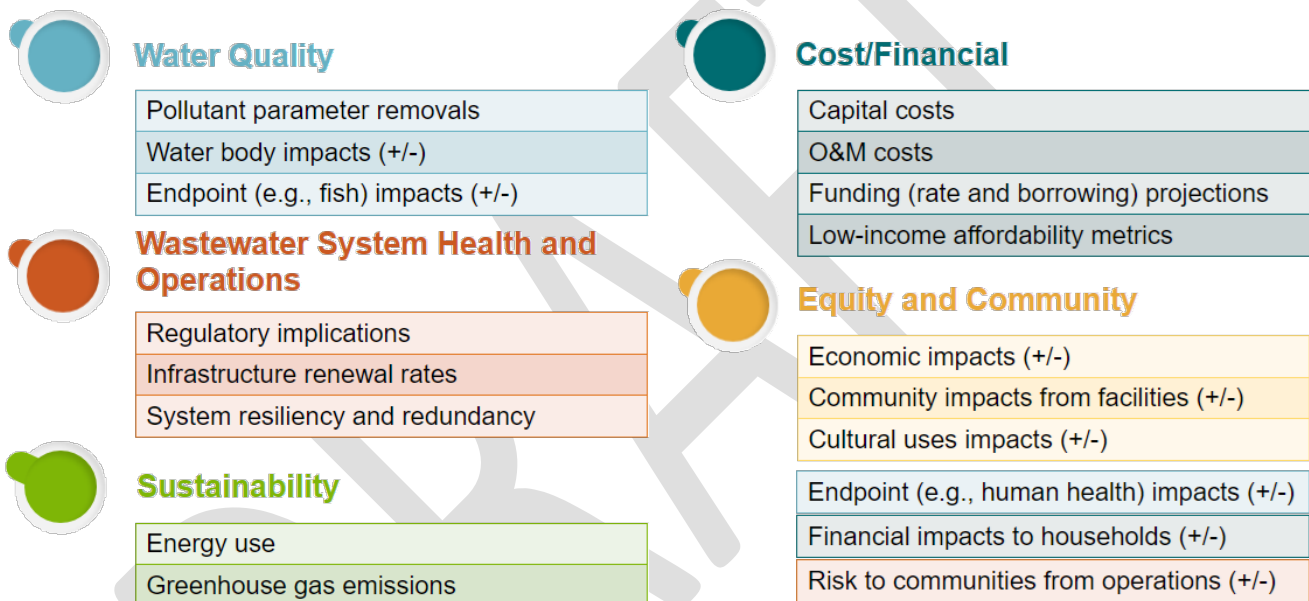 Water Quality
Pollutant parameter removals
Water body impacts (+/-)
Endpoint (e.g., fish) impacts (+/-)
Wastewater System Health and
Operations
Regulatory implications
Infrastructure renewal rates
System resiliency and redundancy
Sustainability
Energy use
Greenhouse gas emissions
Cost/Financial
Capital costs
O&M costs
Funding (rate and borrowing) projections
Low-income affordability metrics
Equity and Community
Economic impacts (+/-)
Community impacts from facilities (+/-)
Cultural uses impacts (+/-)
Endpoint (e.g., human health) impacts (+/-)
Financial impacts to households (+/-)
Risk to communities from operations (+/-)